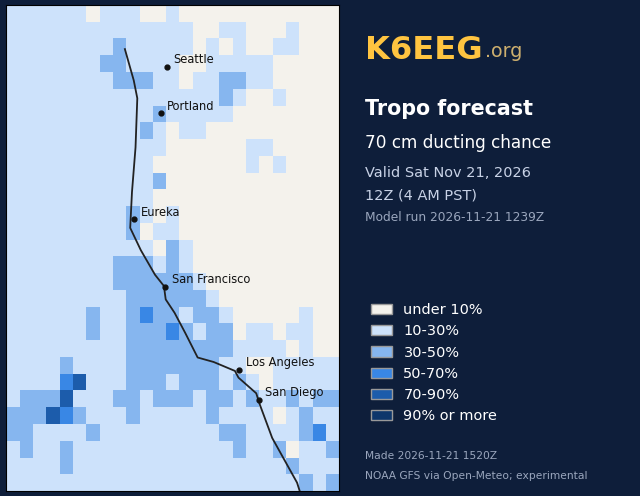 K6EEG.org
Tropo forecast
70 cm ducting chance
Valid Sat Nov 21, 2026
12Z (4 AM PST)
Model run 2026-11-21 1239Z
Seattle
Portland
Eureka
San Francisco
Los Angeles
San Diego
under 10%
10-30%
30-50%
50-70%
70-90%
90% or more
Made 2026-11-21 1520Z
NOAA GFS via Open-Meteo; experimental